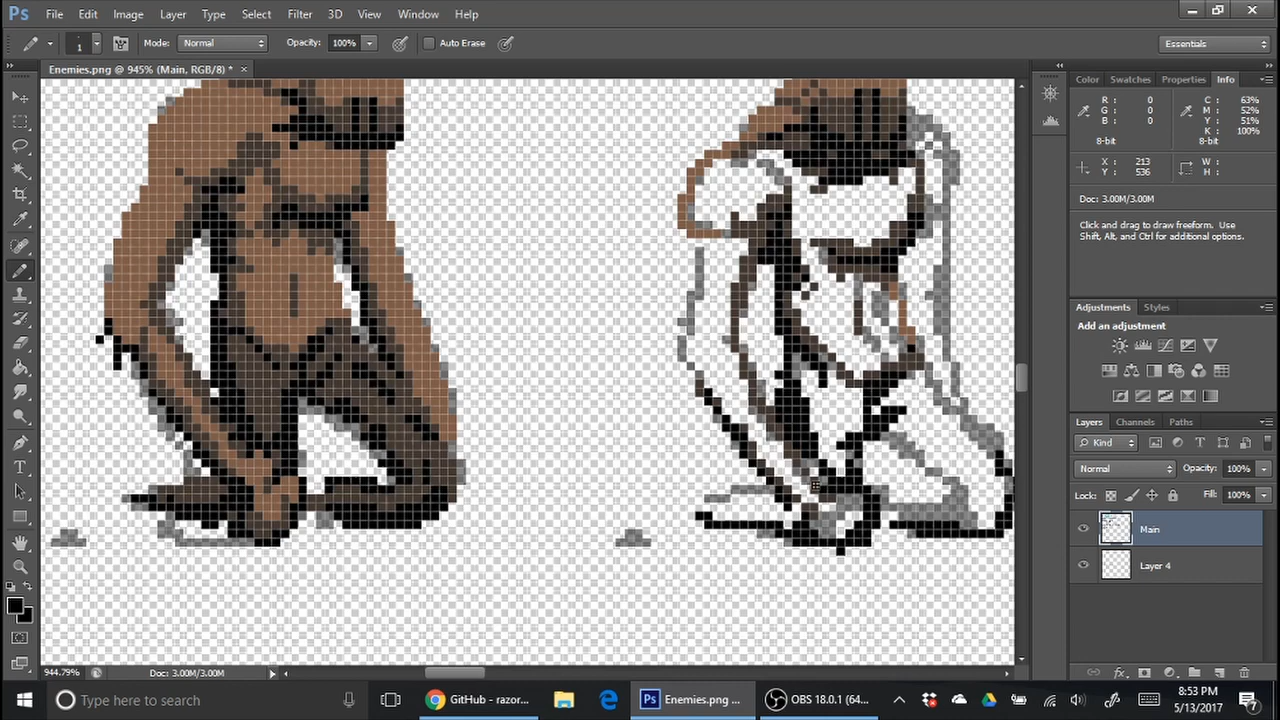 Ps File Edit Image Layer Type Select Filter 3D View Window Help
1 Mode: Normal Opacity: 100% Auto Erase Essentials
Enemies.png @ 945% (Main, RGB/8) * ×
Color Swatches Properties Info
R: 0 C: 63%
G: 0 M: 52%
B: 0 Y: 51%
K: 100%
8-bit 8-bit
X: 213 W:
Y: 536 H:
Doc: 3.00M/3.00M
Click and drag to draw freeform. Use
Shift, Alt, and Ctrl for additional options.
Adjustments Styles
Add an adjustment
Layers Channels Paths
Kind
Normal Opacity: 100%
Lock: Fill: 100%
Main
Layer 4
944.79% Doc: 3.00M/3.00M
Type here to search
GitHub - razor...
Ps Enemies.png ...
OBS 18.0.1 (64...
8:53 PM
5/13/2017
7